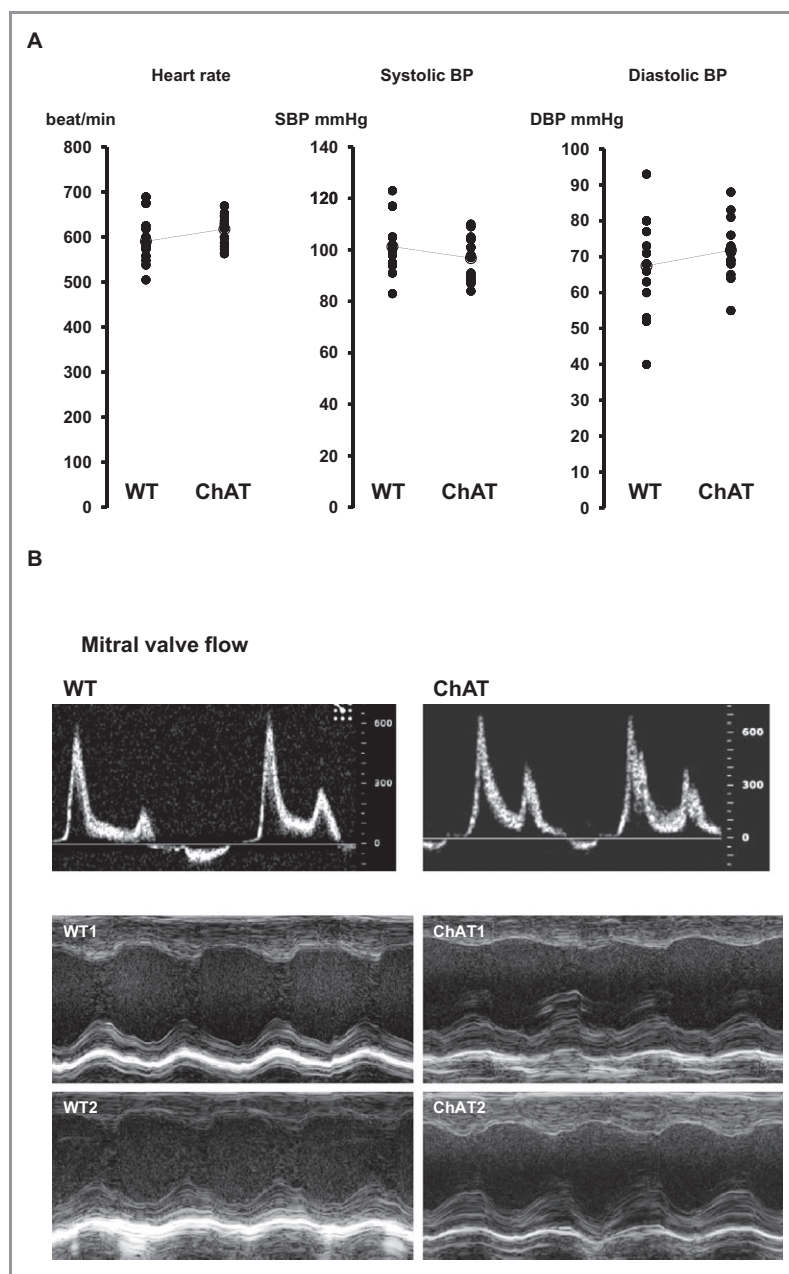 A
Heart rate
Systolic BP
Diastolic BP
beat/min
SBP mmHg
DBP mmHg
800
700
600
500
400
300
200
100
0
WT ChAT
140
120
100
80
60
40
20
0
WT ChAT
100
90
80
70
60
50
40
30
20
10
0
WT ChAT
B
Mitral valve flow
WT
ChAT
600
300
0
600
300
0
WT1
ChAT1
WT2
ChAT2